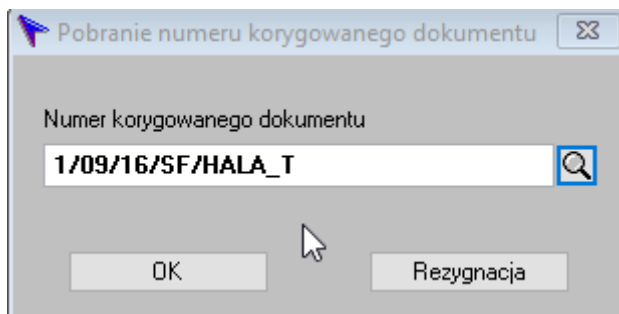 Pobranie numeru korygowanego dokumentu
Numer korygowanego dokumentu
1/09/16/SF/HALA_T
OK
Rezygnacja